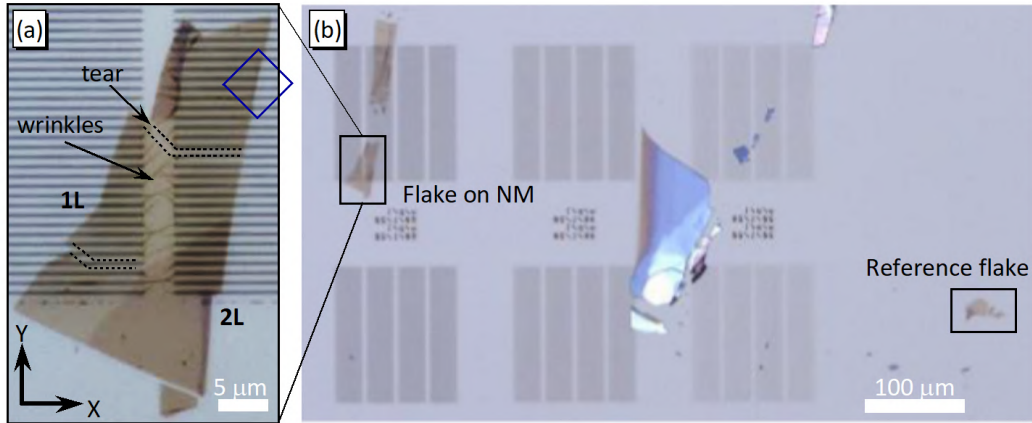 (a)
tear
wrinkles
1L
2L
Y
X
5 μm
(b)
Flake on NM
Reference flake
100 μm